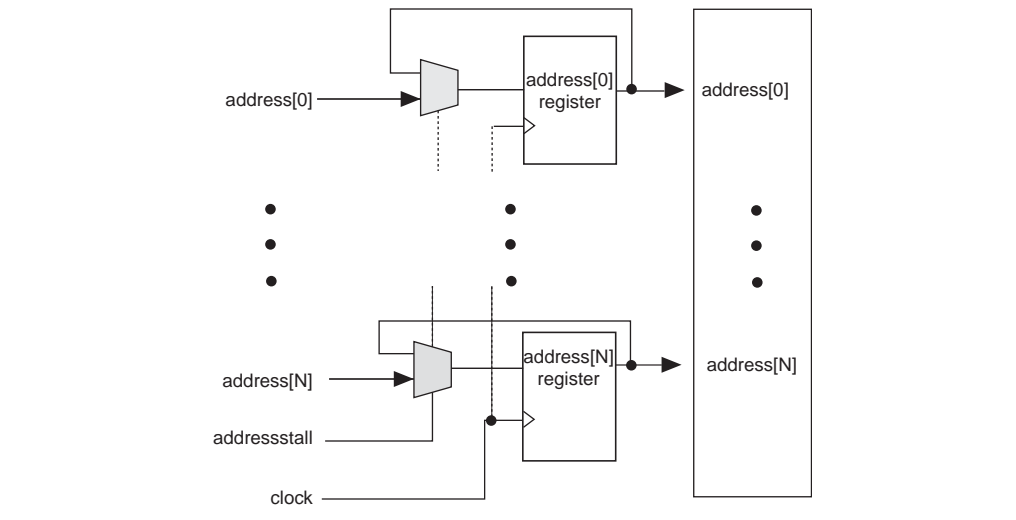 address[0]
address[0]
register
address[0]
address[N]
address[N]
register
address[N]
addressstall
clock